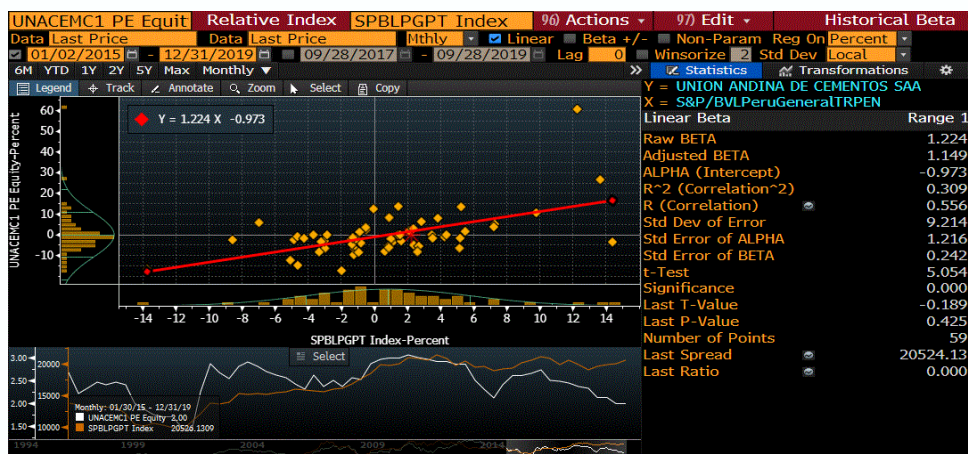 UNACEMC1 PE Equit Relative Index SPBLPGPT Index 96) Actions 97) Edit Historical Beta
Data Last Price Data Last Price Mthly Linear Beta +/- Non-Param Reg On Percent
01/02/2015 - 12/31/2019 09/28/2017 - 09/28/2019 Lag 0 Winsorize 2 Std Dev Local
6M YTD 1Y 2Y 5Y Max Monthly ▼ >> Statistics Transformations
Legend Track Annotate Zoom Select Copy
Y = UNION ANDINA DE CEMENTOS SAA
X = S&P/BVLPeruGeneralTRPEN
Linear Beta Range 1
Raw BETA 1.224
Adjusted BETA 1.149
ALPHA (Intercept) -0.973
R^2 (Correlation^2) 0.309
R (Correlation) 0.556
Std Dev of Error 9.214
Std Error of ALPHA 1.216
Std Error of BETA 0.242
t-Test 5.054
Significance 0.000
Last T-Value -0.189
Last P-Value 0.425
Number of Points 59
Last Spread 20524.13
Last Ratio 0.000
UNACEMC1 PE Equity-Percent
60
50
40
30
20
10
0
-10
Y = 1.224 X -0.973
-14 -12 -10 -8 -6 -4 -2 0 2 4 6 8 10 12 14
SPBLPGPT Index-Percent
Select
3.00
2.50
2.00
1.50
20000
15000
10000
Monthly: 01/30/15 - 12/31/19
UNACEMC1 PE Equity 2.00
SPBLPGPT Index 20526.1309
1994 1999 2004 2009 2014